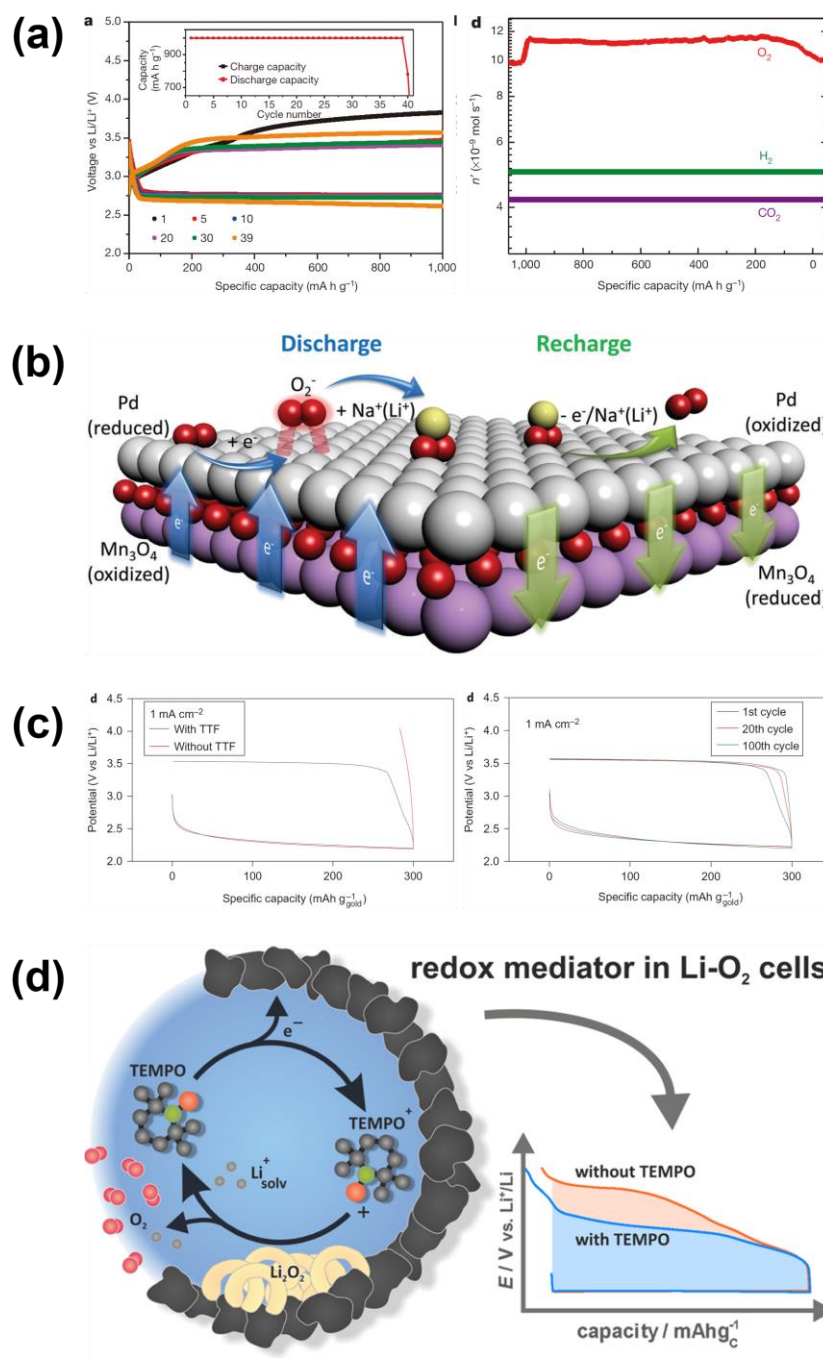 (a)
a
Capacity
(mA h g⁻¹)
900
700
Charge capacity
Discharge capacity
1 5 10 15 20 25 30 35 40
Cycle number
Voltage vs Li/Li⁺ (V)
4.0
3.5
3.0
2.5
2.0
1 5 10
20 30 39
0 200 400 600 800 1,000
Specific capacity (mA h g⁻¹)
d
n′ (×10⁻⁹ mol s⁻¹)
12
10
8
6
4
O₂
H₂
CO₂
1,000 800 600 400 200 0
Specific capacity (mA h g⁻¹)
(b)
Discharge
Recharge
Pd
(reduced)
+ e⁻
O₂⁻
+ Na⁺(Li⁺)
- e⁻/Na⁺(Li⁺)
Pd
(oxidized)
Mn₃O₄
(oxidized)
e⁻ e⁻ e⁻ e⁻ e⁻ e⁻
Mn₃O₄
(reduced)
(c)
d
1 mA cm⁻²
With TTF
Without TTF
Potential (V vs Li/Li⁺)
4.5
4.0
3.5
3.0
2.5
2.0
0 100 200 300
Specific capacity (mAh g⁻¹gold)
d
1 mA cm⁻²
1st cycle
20th cycle
100th cycle
Potential (V vs Li/Li⁺)
4.5
4.0
3.5
3.0
2.5
2.0
0 100 200 300
Specific capacity (mAh g⁻¹gold)
(d)
redox mediator in Li-O₂ cells
e⁻
TEMPO
TEMPO⁺
Li⁺solv
+
O₂
Li₂O₂
E / V vs. Li⁺/Li
without TEMPO
with TEMPO
capacity / mAhg⁻¹C